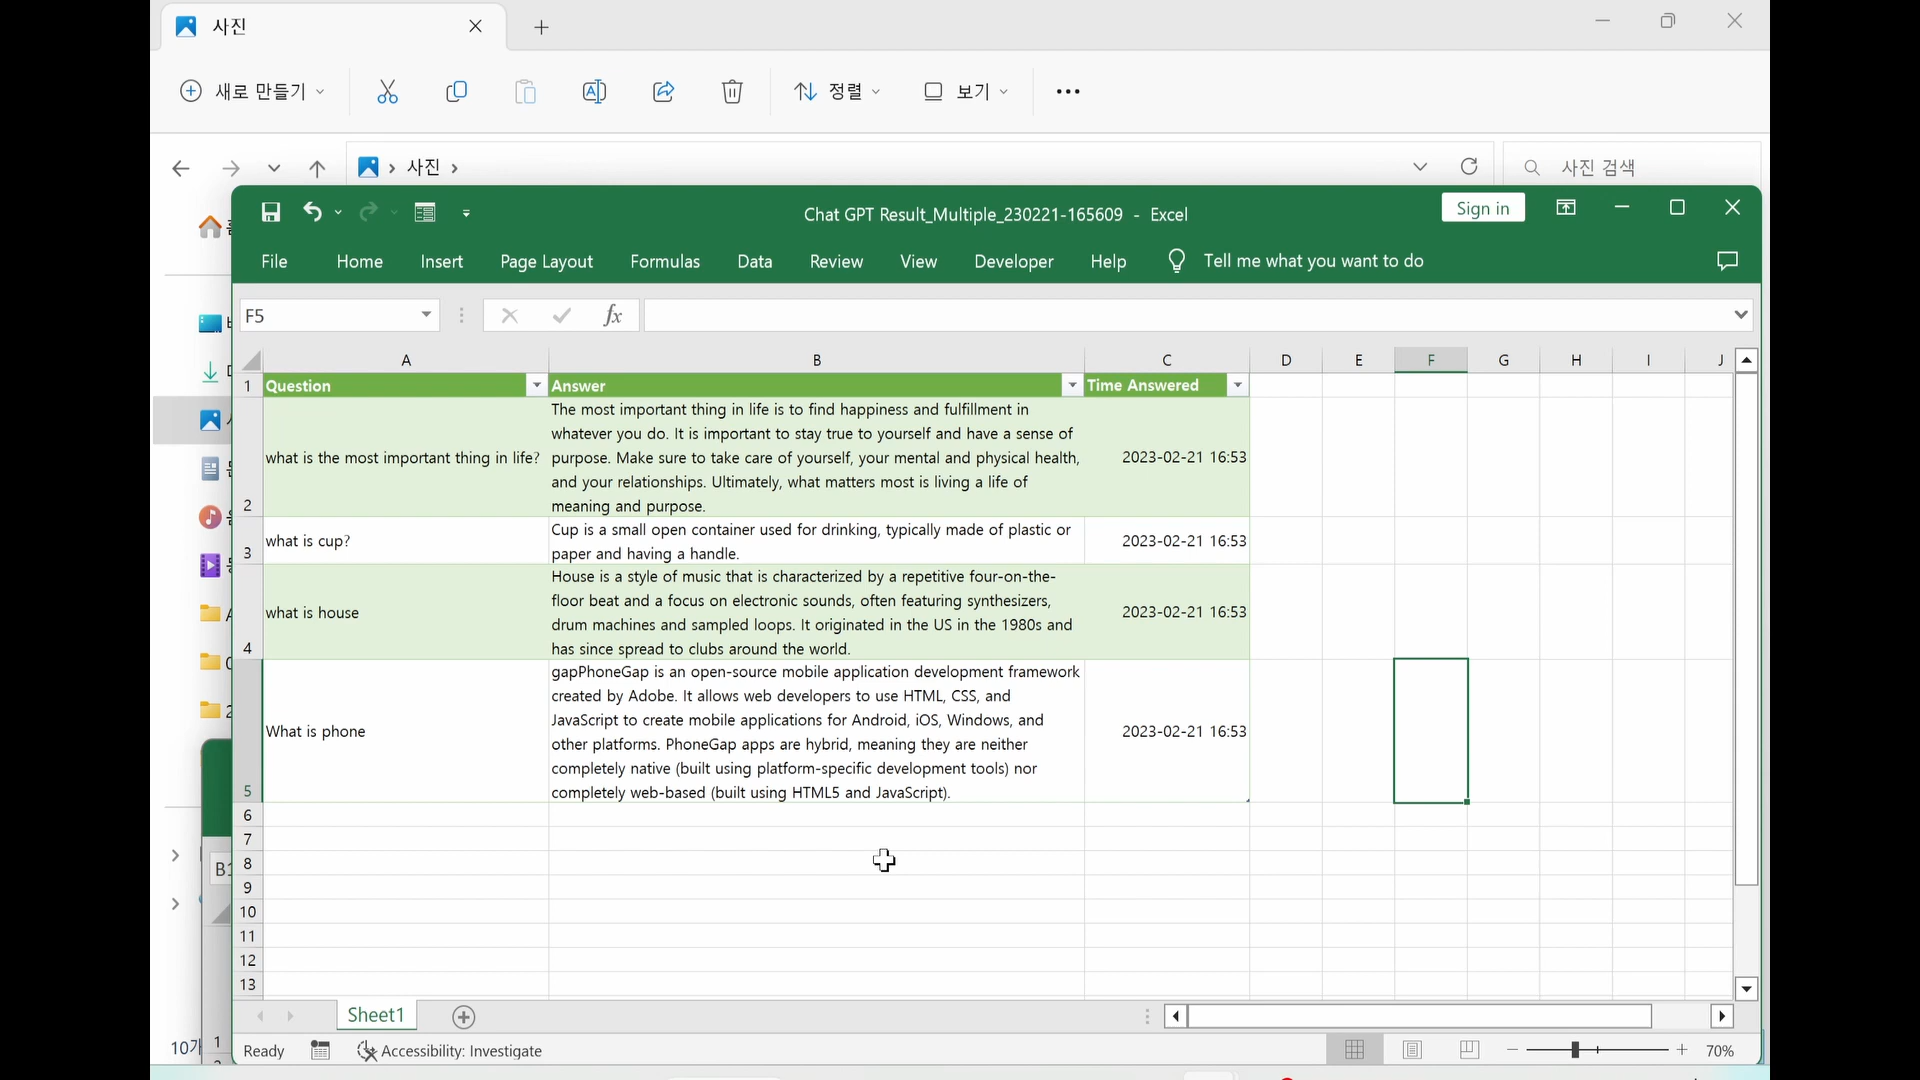 사진
새로 만들기
정렬
보기
사진
사진 검색
Chat GPT Result_Multiple_230221-165609 - Excel
Sign in
File Home Insert Page Layout Formulas Data Review View Developer Help Tell me what you want to do
F5
fx
A B C D E F G H I J
1 Question Answer Time Answered
The most important thing in life is to find happiness and fulfillment in
whatever you do. It is important to stay true to yourself and have a sense of
what is the most important thing in life? purpose. Make sure to take care of yourself, your mental and physical health, 2023-02-21 16:53
and your relationships. Ultimately, what matters most is living a life of
2 meaning and purpose.
Cup is a small open container used for drinking, typically made of plastic or
what is cup? 2023-02-21 16:53
3 paper and having a handle.
House is a style of music that is characterized by a repetitive four-on-the-
floor beat and a focus on electronic sounds, often featuring synthesizers,
what is house 2023-02-21 16:53
drum machines and sampled loops. It originated in the US in the 1980s and
4 has since spread to clubs around the world.
gapPhoneGap is an open-source mobile application development framework
created by Adobe. It allows web developers to use HTML, CSS, and
JavaScript to create mobile applications for Android, iOS, Windows, and
What is phone 2023-02-21 16:53
other platforms. PhoneGap apps are hybrid, meaning they are neither
completely native (built using platform-specific development tools) nor
5 completely web-based (built using HTML5 and JavaScript).
6
7
8
9
10
11
12
13
Sheet1
Ready Accessibility: Investigate 70%